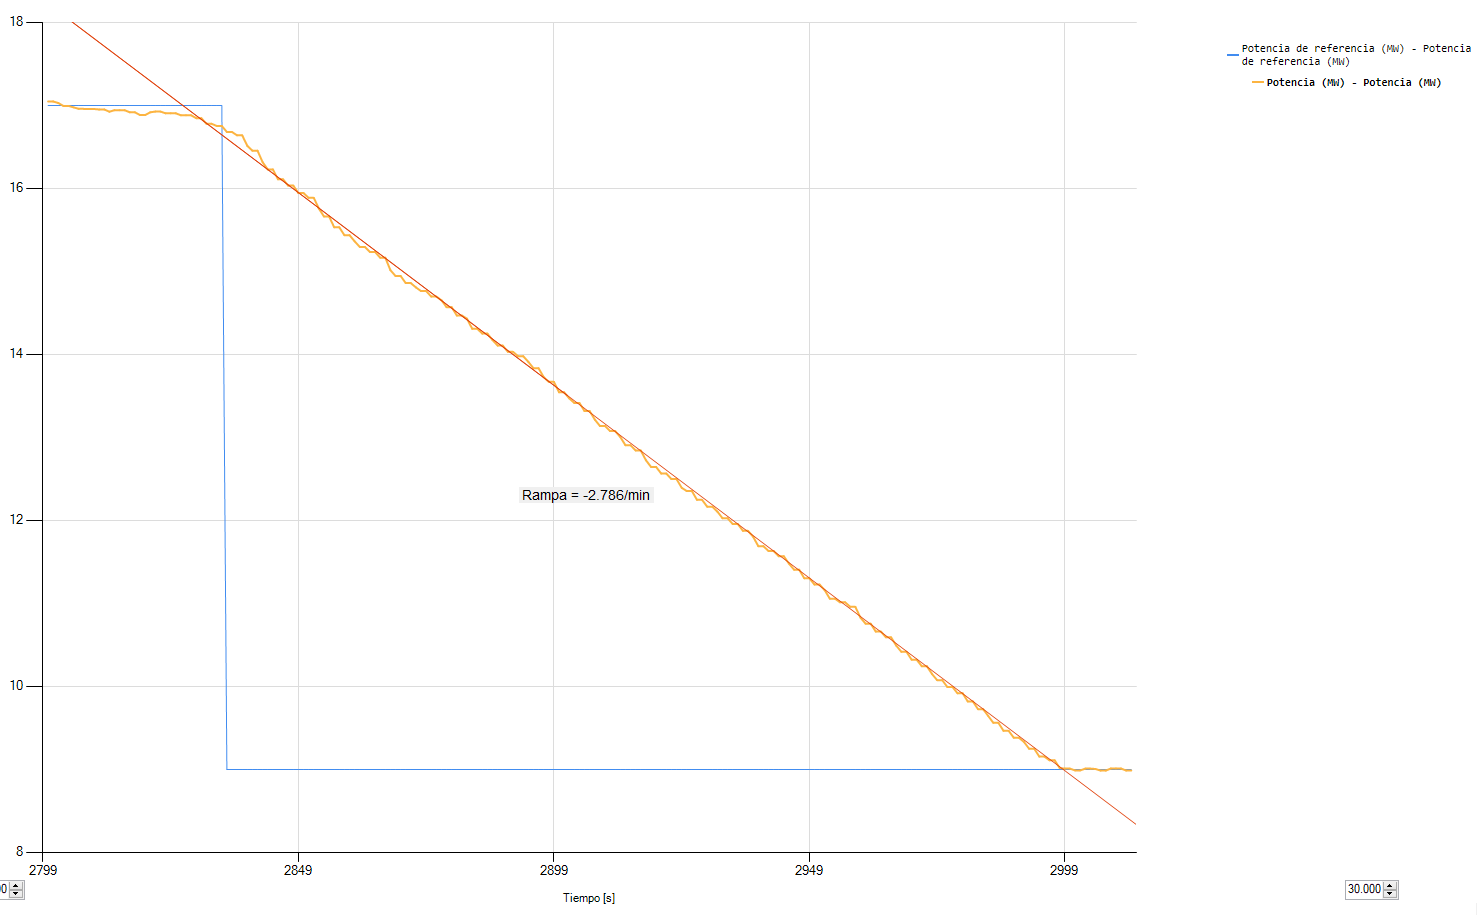 18
16
14
12
10
8
2799
2849
2899
2949
2999
Tiempo [s]
Rampa = -2.786/min
Potencia de referencia (MW) - Potencia
de referencia (MW)
Potencia (MW) - Potencia (MW)
30.000